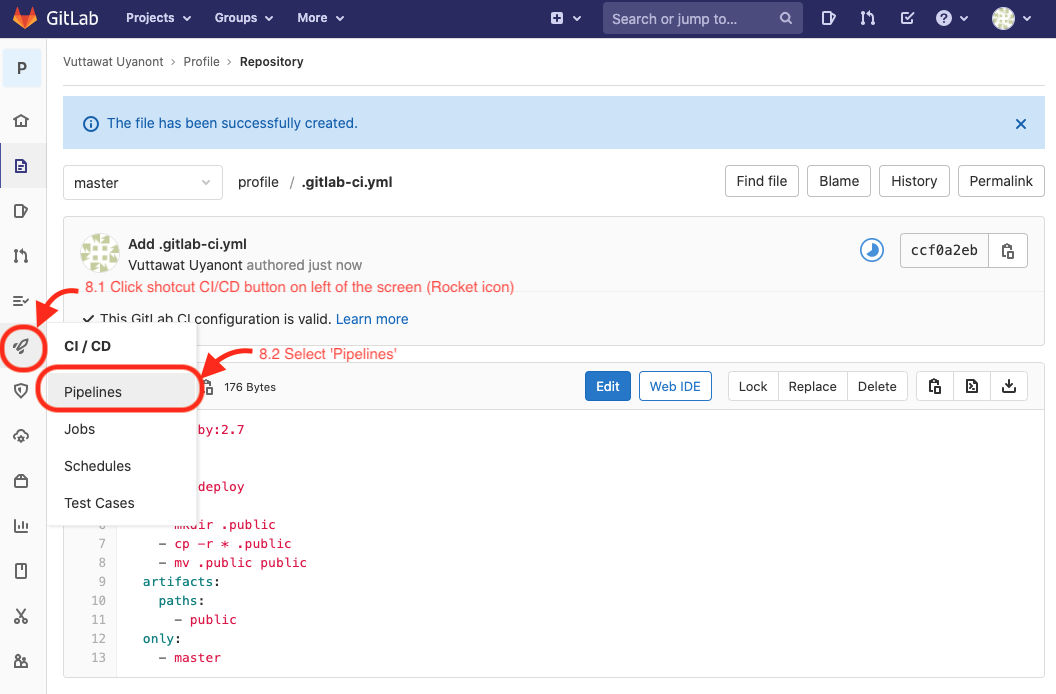 GitLab Projects Groups More Search or jump to...
P
Vuttawat Uyanont > Profile > Repository
The file has been successfully created.
master profile / .gitlab-ci.yml Find file Blame History Permalink
Add .gitlab-ci.yml
Vuttawat Uyanont authored just now
ccf0a2eb
8.1 Click shotcut CI/CD button on left of the screen (Rocket icon)
This GitLab CI configuration is valid. Learn more
CI / CD
8.2 Select 'Pipelines'
Pipelines
176 Bytes Edit Web IDE Lock Replace Delete
Jobs
by:2.7
Schedules
deploy
Test Cases
6 mkdir .public
7 - cp -r * .public
8 - mv .public public
9 artifacts:
10 paths:
11 - public
12 only:
13 - master